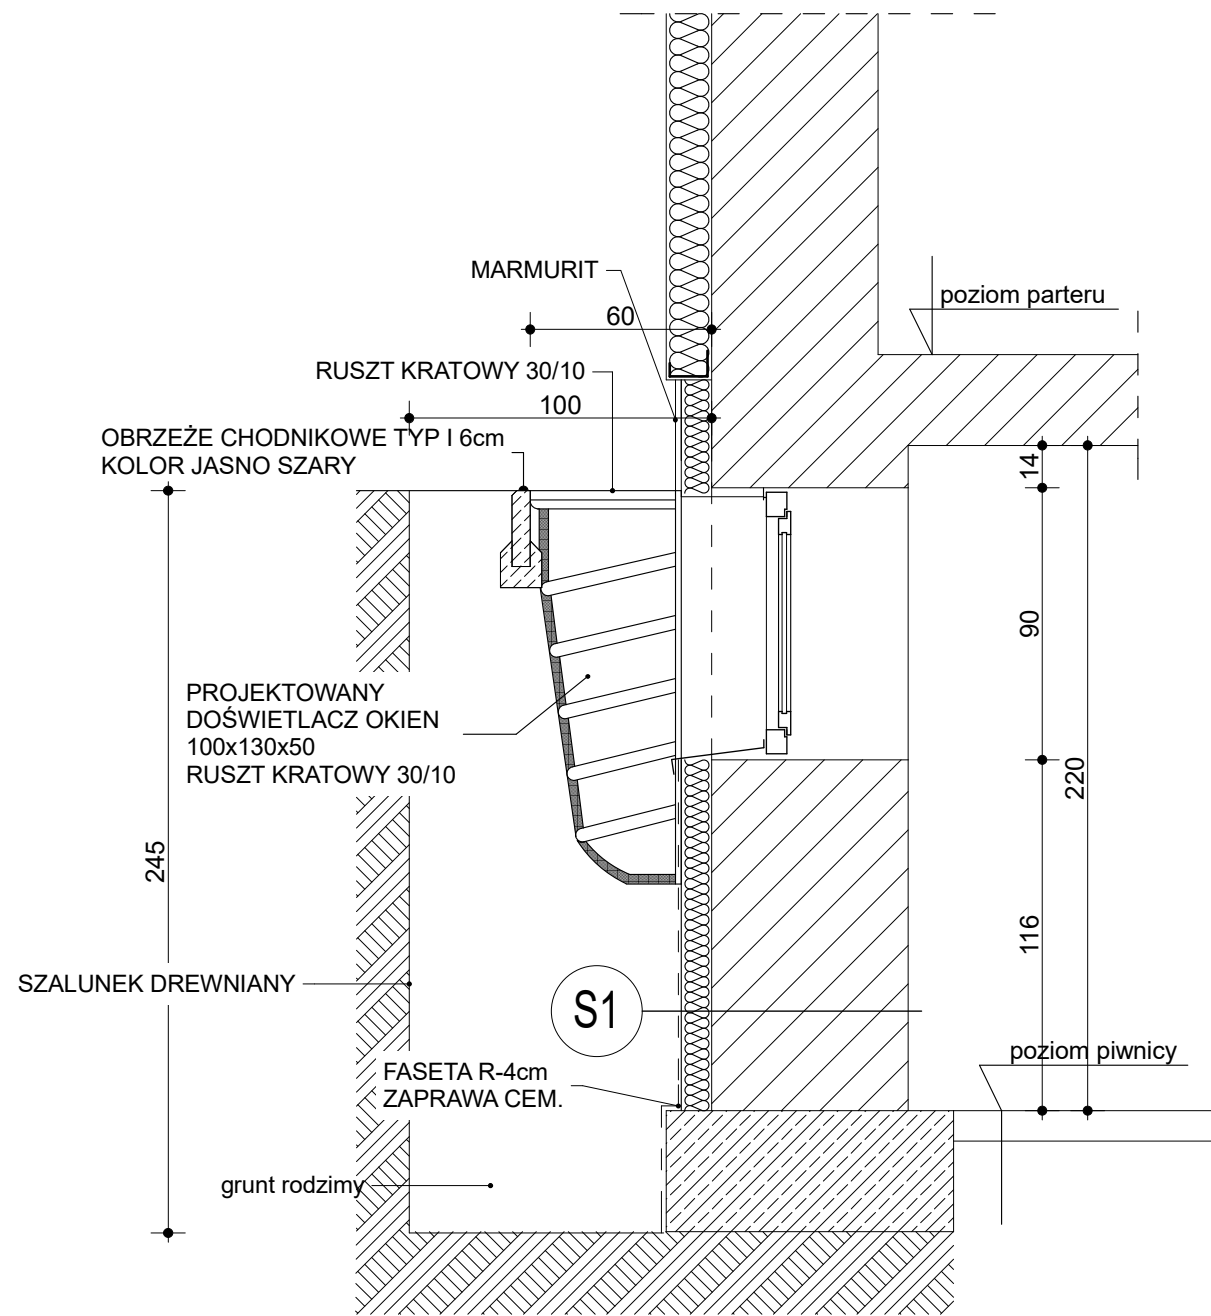 MARMURIT
poziom parteru
60
RUSZT KRATOWY 30/10
100
OBRZEŻE CHODNIKOWE TYP I 6cm
KOLOR JASNO SZARY
14
90
PROJEKTOWANY
DOŚWIETLACZ OKIEN
100x130x50
RUSZT KRATOWY 30/10
220
245
116
SZALUNEK DREWNIANY
S1
poziom piwnicy
FASETA R-4cm
ZAPRAWA CEM.
grunt rodzimy